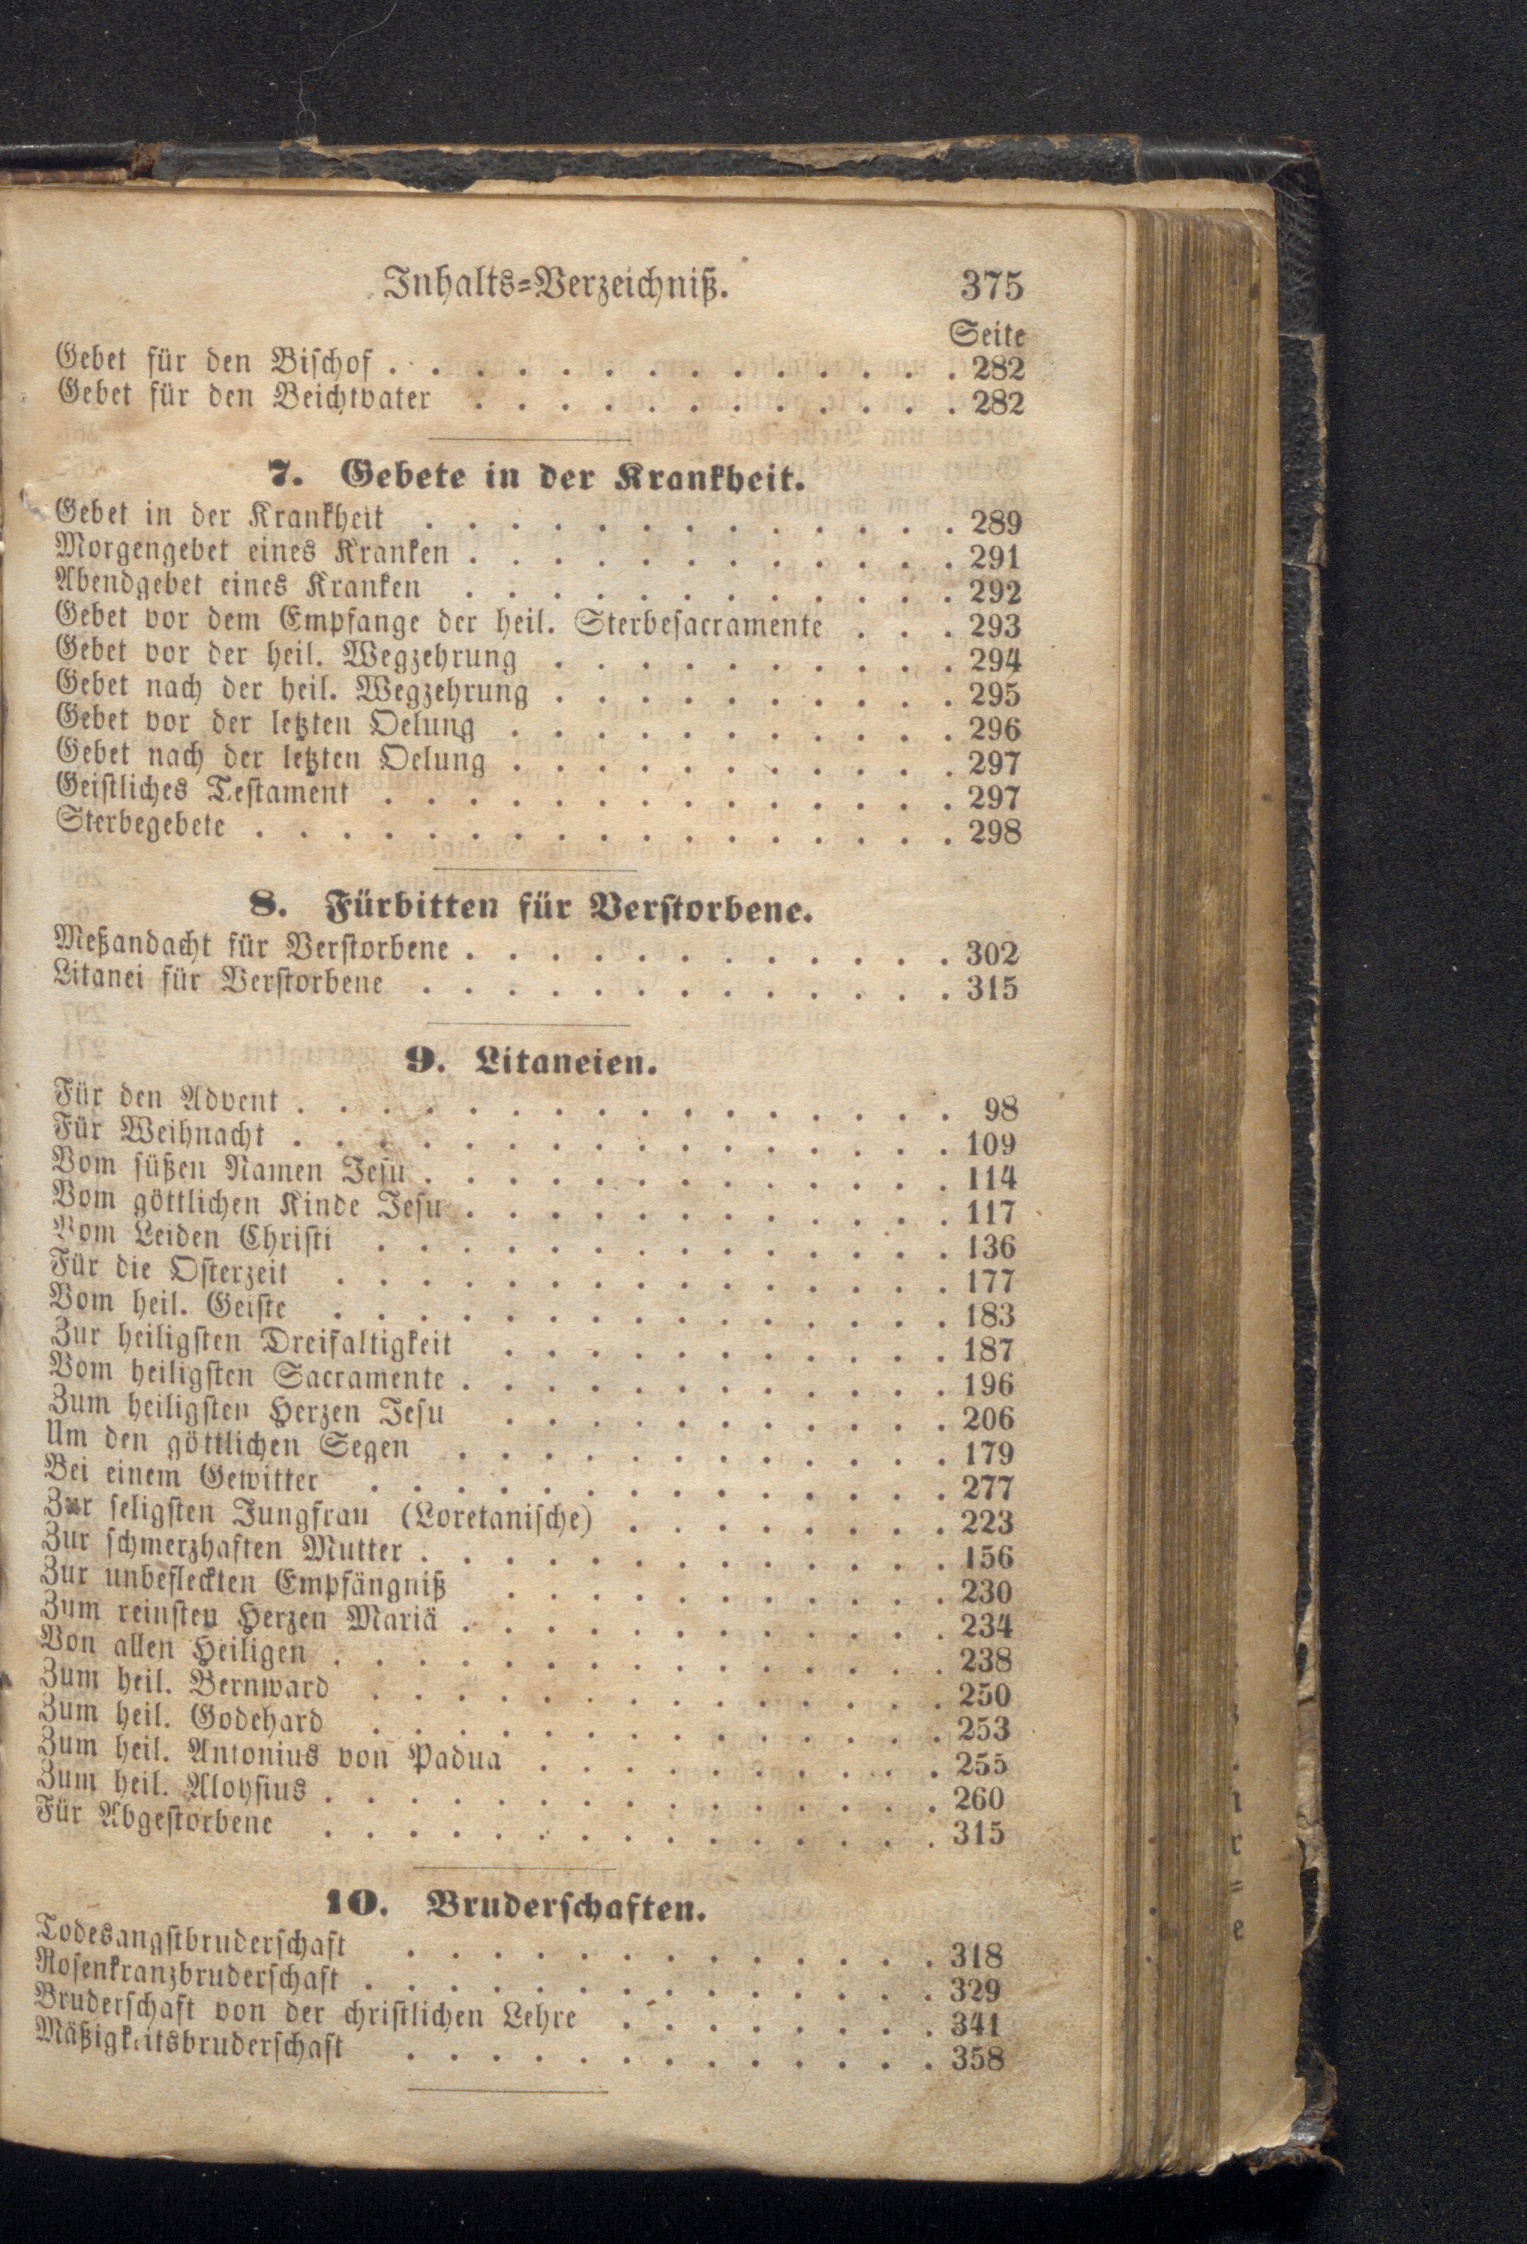 Inhalts=Verzeichniß. 375
Seite
Gebet für den Bischof . . . . . . . . . . . . . . 282
Gebet für den Beichtvater . . . . . . . . . . . . 282
7. Gebete in der Krankheit.
Gebet in der Krankheit . . . . . . . . . . . . . 289
Morgengebet eines Kranken . . . . . . . . . . . . 291
Abendgebet eines Kranken . . . . . . . . . . . . 292
Gebet vor dem Empfange der heil. Sterbesacramente . . . 293
Gebet vor der heil. Wegzehrung . . . . . . . . . . 294
Gebet nach der heil. Wegzehrung . . . . . . . . . . 295
Gebet vor der letzten Oelung . . . . . . . . . . . 296
Gebet nach der letzten Oelung . . . . . . . . . . . 297
Geistliches Testament . . . . . . . . . . . . . . 297
Sterbegebete . . . . . . . . . . . . . . . . . 298
8. Fürbitten für Verstorbene.
Meßandacht für Verstorbene . . . . . . . . . . . . 302
Litanei für Verstorbene . . . . . . . . . . . . . 315
9. Litaneien.
Für den Advent . . . . . . . . . . . . . . . . 98
Für Weihnacht . . . . . . . . . . . . . . . . 109
Vom süßen Namen Jesu . . . . . . . . . . . . . 114
Vom göttlichen Kinde Jesu . . . . . . . . . . . . 117
Vom Leiden Christi . . . . . . . . . . . . . . 136
Für die Osterzeit . . . . . . . . . . . . . . . 177
Vom heil. Geiste . . . . . . . . . . . . . . . 183
Zur heiligsten Dreifaltigkeit . . . . . . . . . . . 187
Vom heiligsten Sacramente . . . . . . . . . . . . 196
Zum heiligsten Herzen Jesu . . . . . . . . . . . 206
Um den göttlichen Segen . . . . . . . . . . . . 179
Bei einem Gewitter . . . . . . . . . . . . . . 277
Zur seligsten Jungfrau (Loretanische) . . . . . . . . 223
Zur schmerzhaften Mutter . . . . . . . . . . . . . 156
Zur unbefleckten Empfängniß . . . . . . . . . . . 230
Zum reinsten Herzen Mariä . . . . . . . . . . . . 234
Von allen Heiligen . . . . . . . . . . . . . . . 238
Zum heil. Bernward . . . . . . . . . . . . . . 250
Zum heil. Godehard . . . . . . . . . . . . . . 253
Zum heil. Antonius von Padua . . . . . . . . . . 255
Zum heil. Aloysius . . . . . . . . . . . . . . . 260
Für Abgestorbene . . . . . . . . . . . . . . . 315
10. Bruderschaften.
Todesangstbruderschaft . . . . . . . . . . . . . 318
Rosenkranzbruderschaft . . . . . . . . . . . . . . 329
Bruderschaft von der christlichen Lehre . . . . . . . . 341
Mäßigkeitsbruderschaft . . . . . . . . . . . . . 358